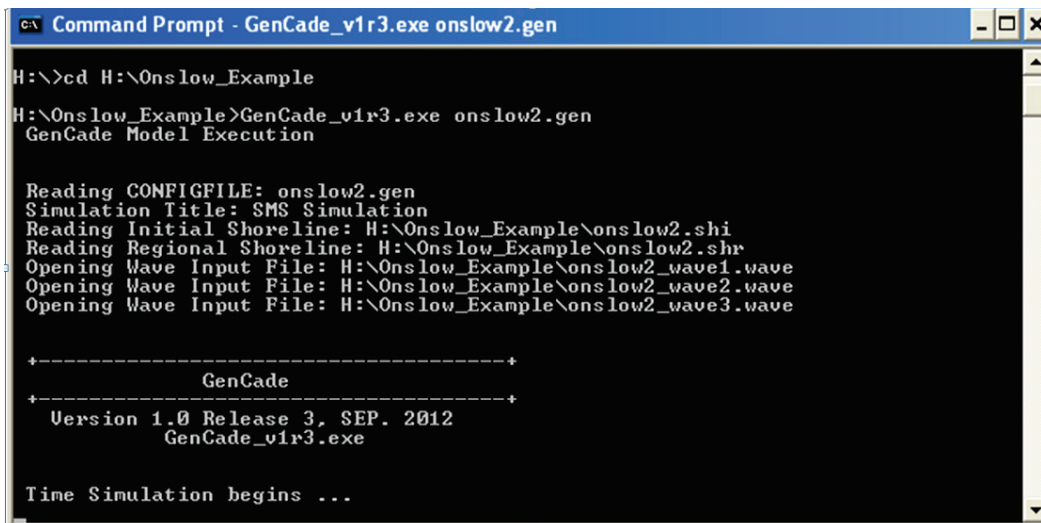 Command Prompt - GenCade_v1r3.exe onslow2.gen
H:\>cd H:\Onslow_Example
H:\Onslow_Example>GenCade_v1r3.exe onslow2.gen
GenCade Model Execution
Reading CONFIGFILE: onslow2.gen
Simulation Title: SMS Simulation
Reading Initial Shoreline: H:\Onslow_Example\onslow2.shi
Reading Regional Shoreline: H:\Onslow_Example\onslow2.shr
Opening Wave Input File: H:\Onslow_Example\onslow2_wave1.wave
Opening Wave Input File: H:\Onslow_Example\onslow2_wave2.wave
Opening Wave Input File: H:\Onslow_Example\onslow2_wave3.wave
+-------------------------------------+
GenCade
+-------------------------------------+
Version 1.0 Release 3, SEP. 2012
GenCade_v1r3.exe
Time Simulation begins ...